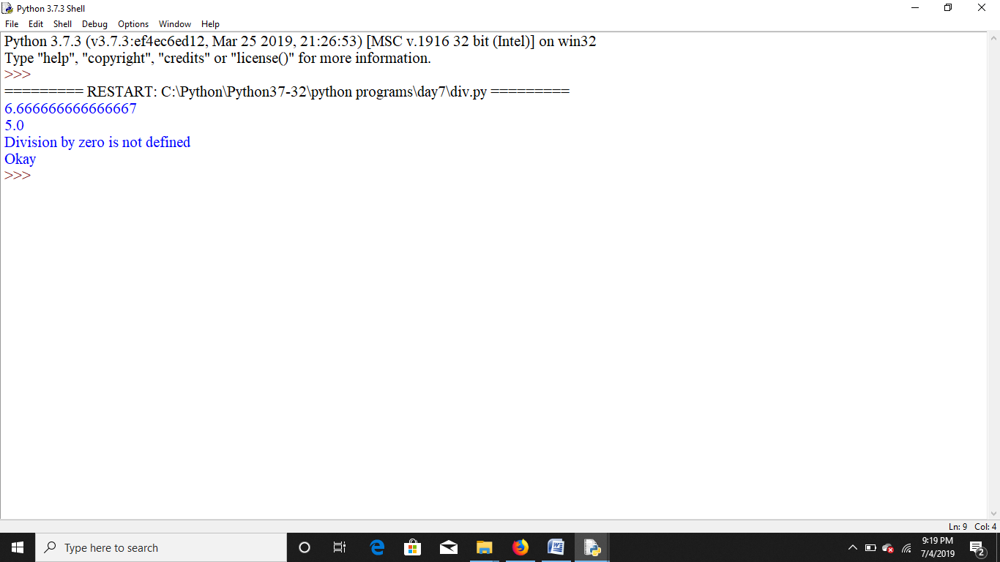 Python 3.7.3 Shell
File Edit Shell Debug Options Window Help
Python 3.7.3 (v3.7.3:ef4ec6ed12, Mar 25 2019, 21:26:53) [MSC v.1916 32 bit (Intel)] on win32
Type "help", "copyright", "credits" or "license()" for more information.
>>>
========= RESTART: C:\Python\Python37-32\python programs\day7\div.py =========
6.666666666666667
5.0
Division by zero is not defined
Okay
>>>
Ln: 9 Col: 4
Type here to search
9:19 PM
7/4/2019
2